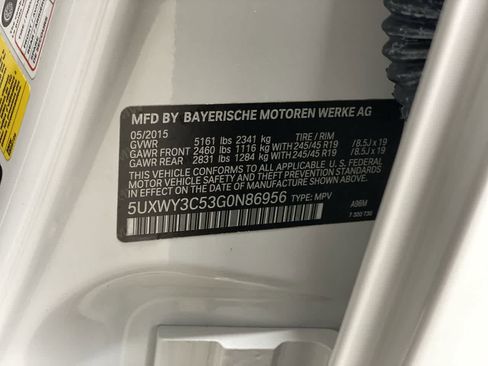 MFD BY BAYERISCHE MOTOREN WERKE AG
05/2015
GVWR 5161 lbs 2341 kg TIRE / RIM
GAWR FRONT 2460 lbs 1116 kg WITH 245/45 R19 / 8.5J x 19
GAWR REAR 2831 lbs 1284 kg WITH 245/45 R19 / 8.5J x 19
THIS VEHICLE CONFORMS TO ALL APPLICABLE U.S. FEDERAL
MOTOR VEHICLE SAFETY AND THEFT PREVENTION STANDARDS
IN EFFECT ON THE DATE OF MANUFACTURE SHOWN ABOVE.
5UXWY3C53G0N86956 TYPE: MPV A96M
7 300 730